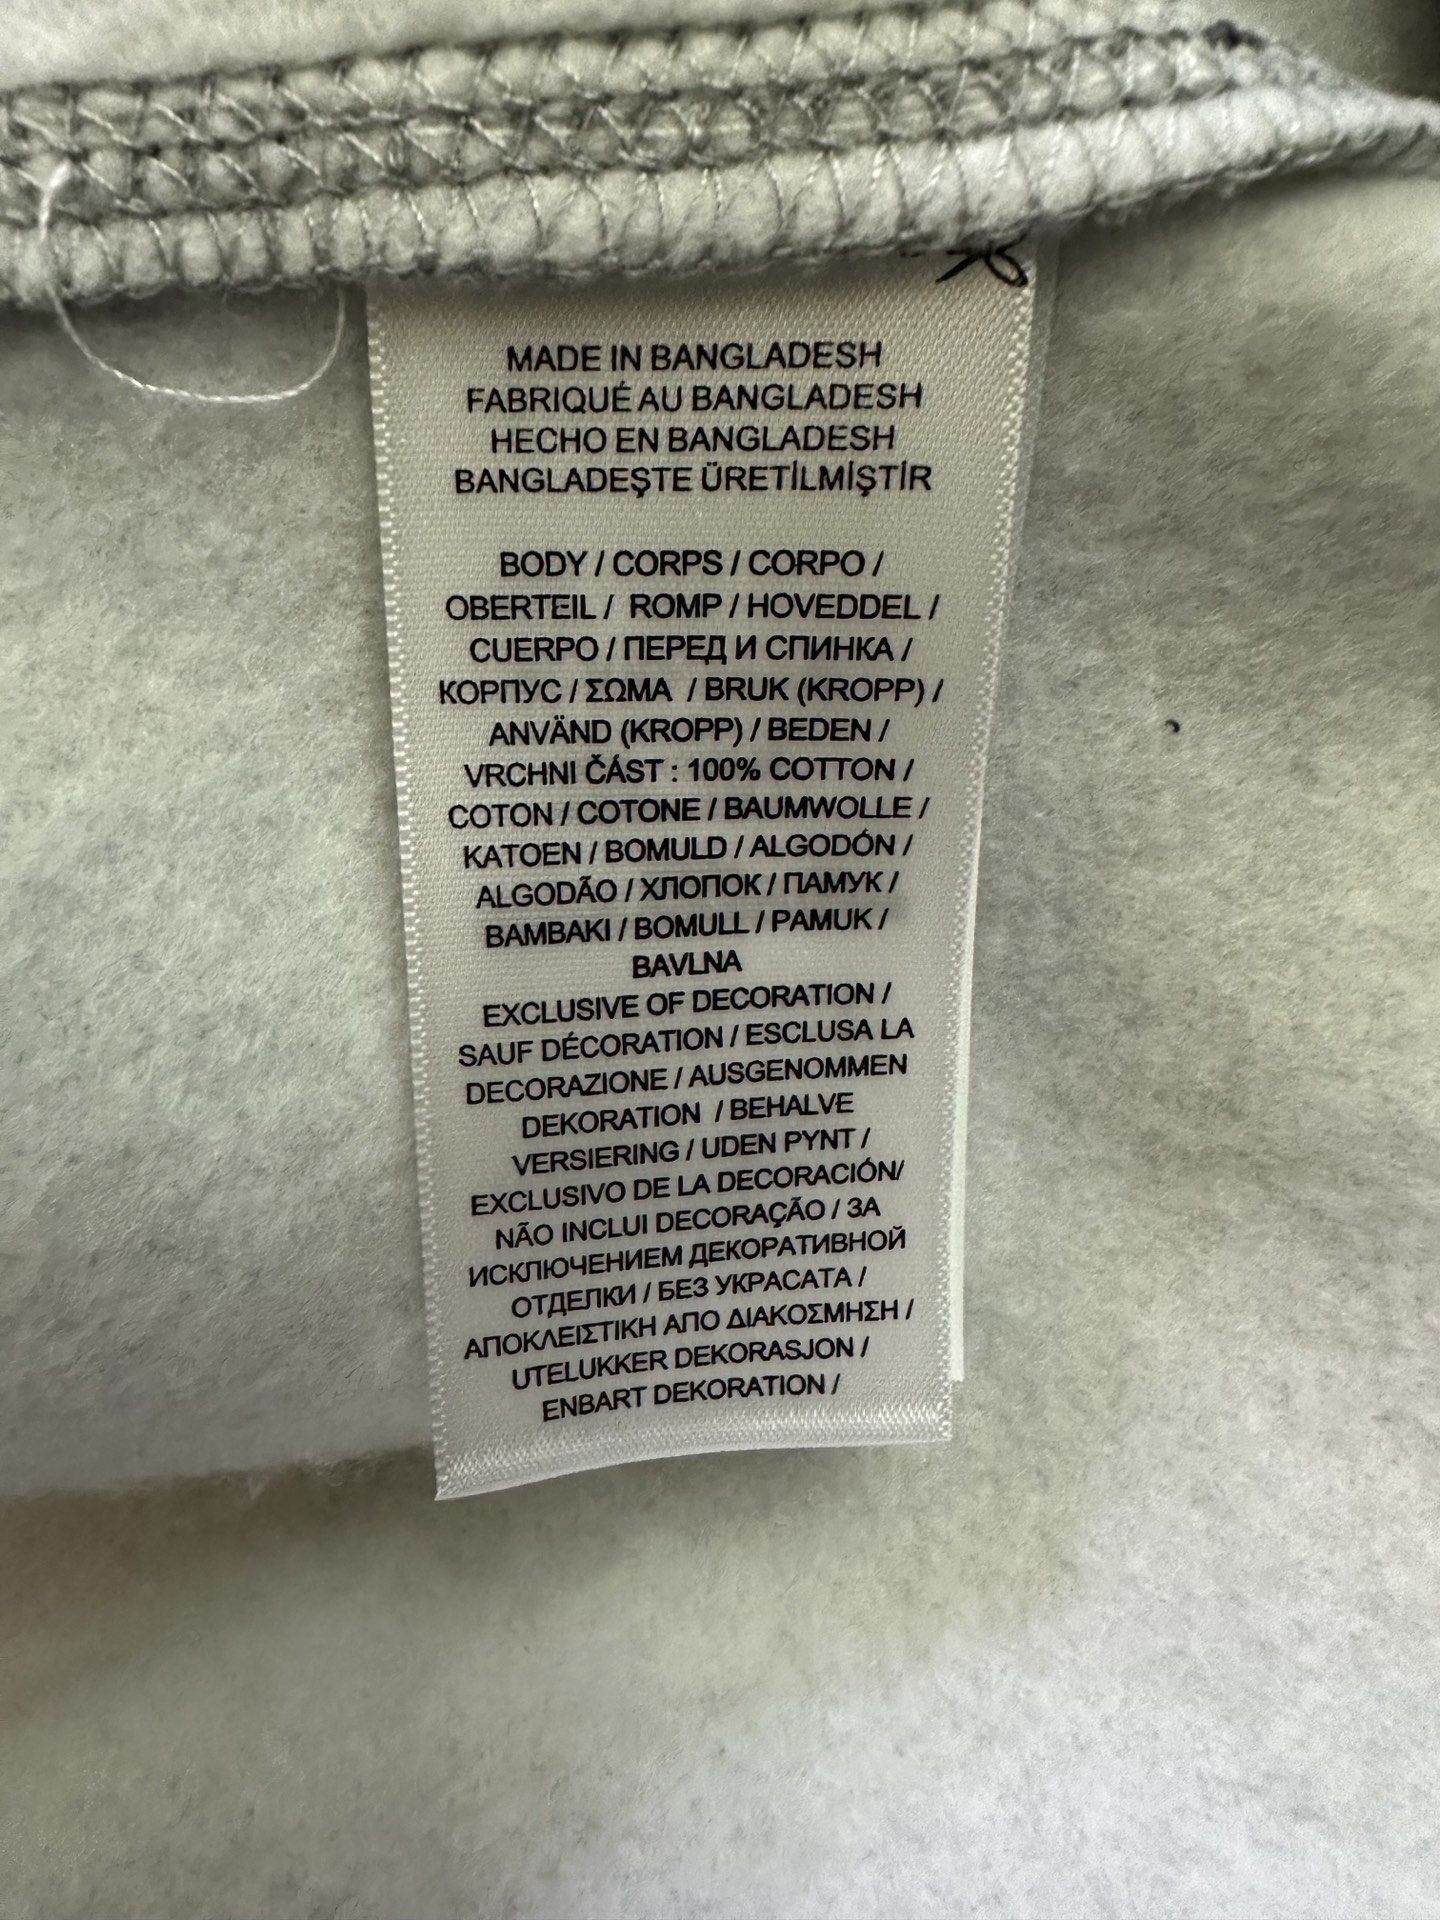 MADE IN BANGLADESH
FABRIQUÉ AU BANGLADESH
HECHO EN BANGLADESH
BANGLADEŞTE ÜRETİLMİŞTİR
BODY / CORPS / CORPO /
OBERTEIL / ROMP / HOVEDDEL /
CUERPO / ПЕРЕД И СПИНКА /
КОРПУС / ΣΩΜΑ / BRUK (KROPP) /
ANVÄND (KROPP) / BEDEN /
VRCHNI ČÁST : 100% COTTON /
COTON / COTONE / BAUMWOLLE /
KATOEN / BOMULD / ALGODÓN /
ALGODÃO / ХЛОПОК / ПАМУК /
BAMBAKI / BOMULL / PAMUK /
BAVLNA
EXCLUSIVE OF DECORATION /
SAUF DÉCORATION / ESCLUSA LA
DECORAZIONE / AUSGENOMMEN
DEKORATION / BEHALVE
VERSIERING / UDEN PYNT /
EXCLUSIVO DE LA DECORACIÓN/
NÃO INCLUI DECORAÇÃO / ЗА
ИСКЛЮЧЕНИЕМ ДЕКОРАТИВНОЙ
ОТДЕЛКИ / БЕЗ УКРАСАТА /
ΑΠΟΚΛΕΙΣΤΙΚΗ ΑΠΟ ΔΙΑΚΟΣΜΗΣΗ /
UTELUKKER DEKORASJON /
ENBART DEKORATION /